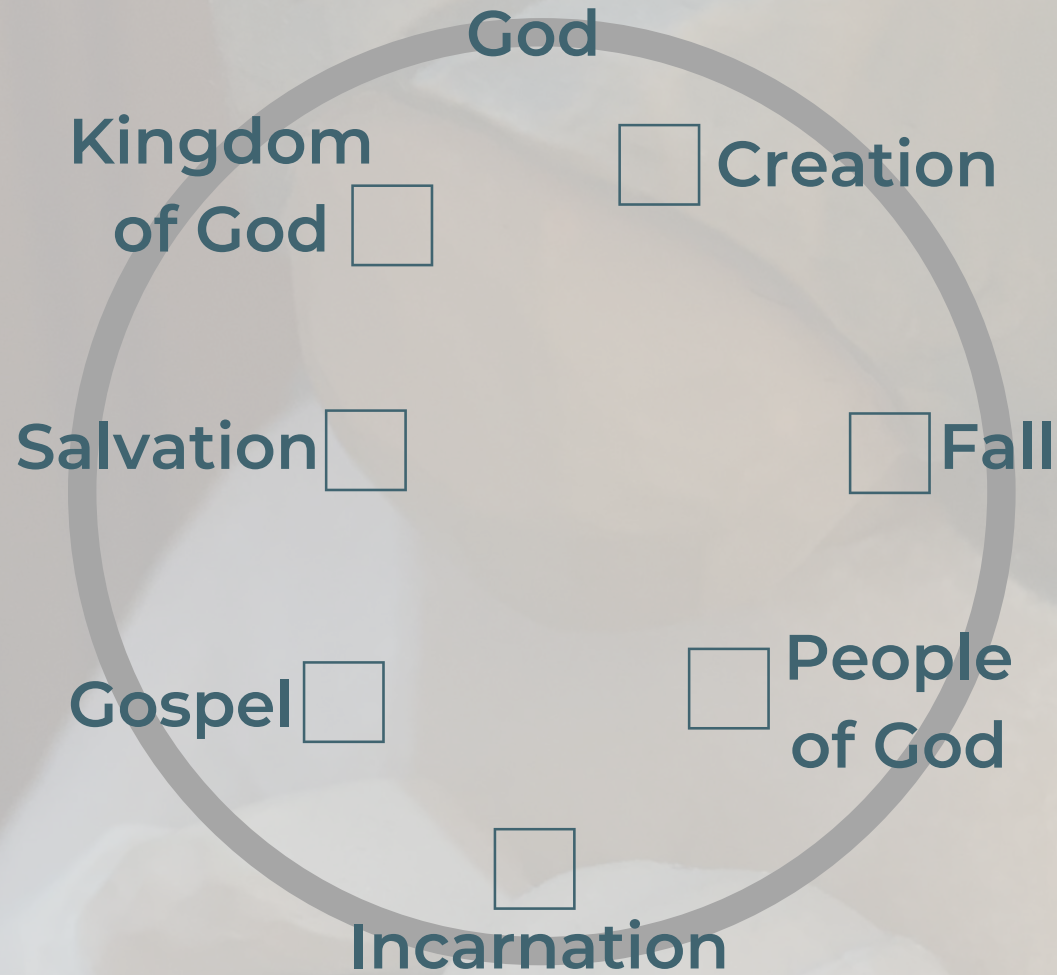 God
Kingdom
of God
Creation
Salvation
Fall
Gospel
People
of God
Incarnation